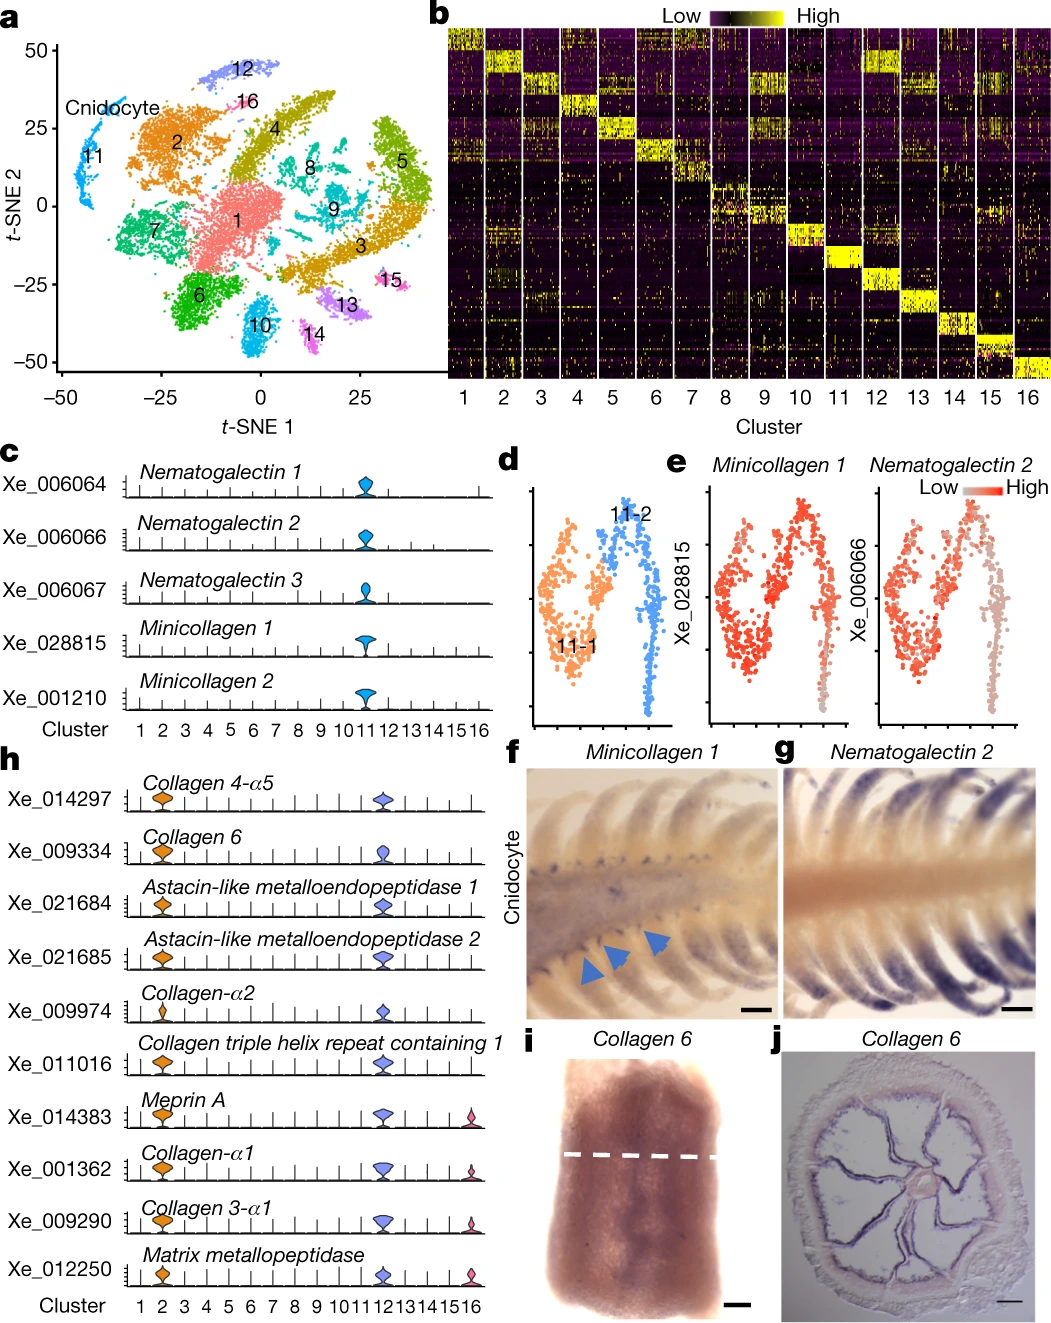 a
50
25
0
−25
−50
t-SNE 2
−50
−25
0
25
t-SNE 1
Cnidocyte
12
16
4
2
11
8
5
9
1
7
3
6
15
13
10
14
b
Low
High
1 2 3 4 5 6 7 8 9 10 11 12 13 14 15 16
Cluster
c
Xe_006064
Nematogalectin 1
Xe_006066
Nematogalectin 2
Xe_006067
Nematogalectin 3
Xe_028815
Minicollagen 1
Xe_001210
Minicollagen 2
Cluster 1 2 3 4 5 6 7 8 9 10 11 12 13 14 15 16
d
11-2
11-1
e
Minicollagen 1
Xe_028815
Nematogalectin 2
Low
High
Xe_006066
f
Minicollagen 1
Cnidocyte
g
Nematogalectin 2
h
Xe_014297
Collagen 4-α5
Xe_009334
Collagen 6
Xe_021684
Astacin-like metalloendopeptidase 1
Xe_021685
Astacin-like metalloendopeptidase 2
Xe_009974
Collagen-α2
Xe_011016
Collagen triple helix repeat containing 1
Xe_014383
Meprin A
Xe_001362
Collagen-α1
Xe_009290
Collagen 3-α1
Xe_012250
Matrix metallopeptidase
Cluster 1 2 3 4 5 6 7 8 9 10 11 12 13 14 15 16
i
Collagen 6
j
Collagen 6